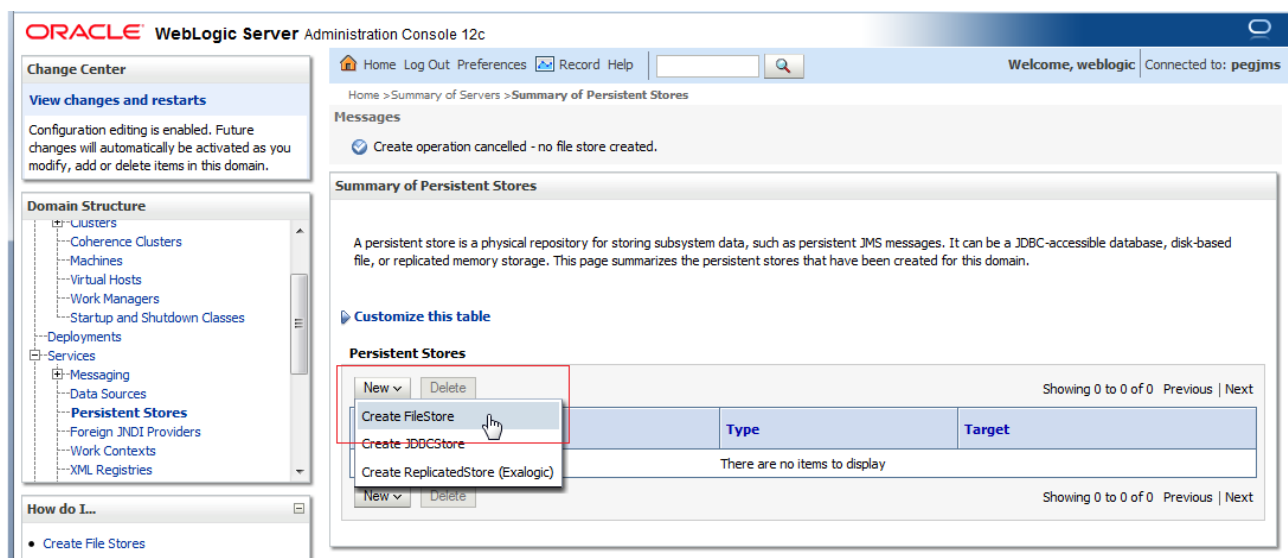 ORACLE WebLogic Server Administration Console 12c
Change Center
View changes and restarts
Configuration editing is enabled. Future
changes will automatically be activated as you
modify, add or delete items in this domain.
Domain Structure
Clusters
Coherence Clusters
Machines
Virtual Hosts
Work Managers
Startup and Shutdown Classes
Deployments
Services
Messaging
Data Sources
Persistent Stores
Foreign JNDI Providers
Work Contexts
XML Registries
How do I...
Create File Stores
Home Log Out Preferences Record Help
Welcome, weblogic Connected to: pegjms
Home >Summary of Servers >Summary of Persistent Stores
Messages
Create operation cancelled - no file store created.
Summary of Persistent Stores
A persistent store is a physical repository for storing subsystem data, such as persistent JMS messages. It can be a JDBC-accessible database, disk-based
file, or replicated memory storage. This page summarizes the persistent stores that have been created for this domain.
Customize this table
Persistent Stores
New Delete
Showing 0 to 0 of 0 Previous | Next
Create FileStore
Create JDBCStore
Create ReplicatedStore (Exalogic)
Type Target
There are no items to display
New Delete
Showing 0 to 0 of 0 Previous | Next